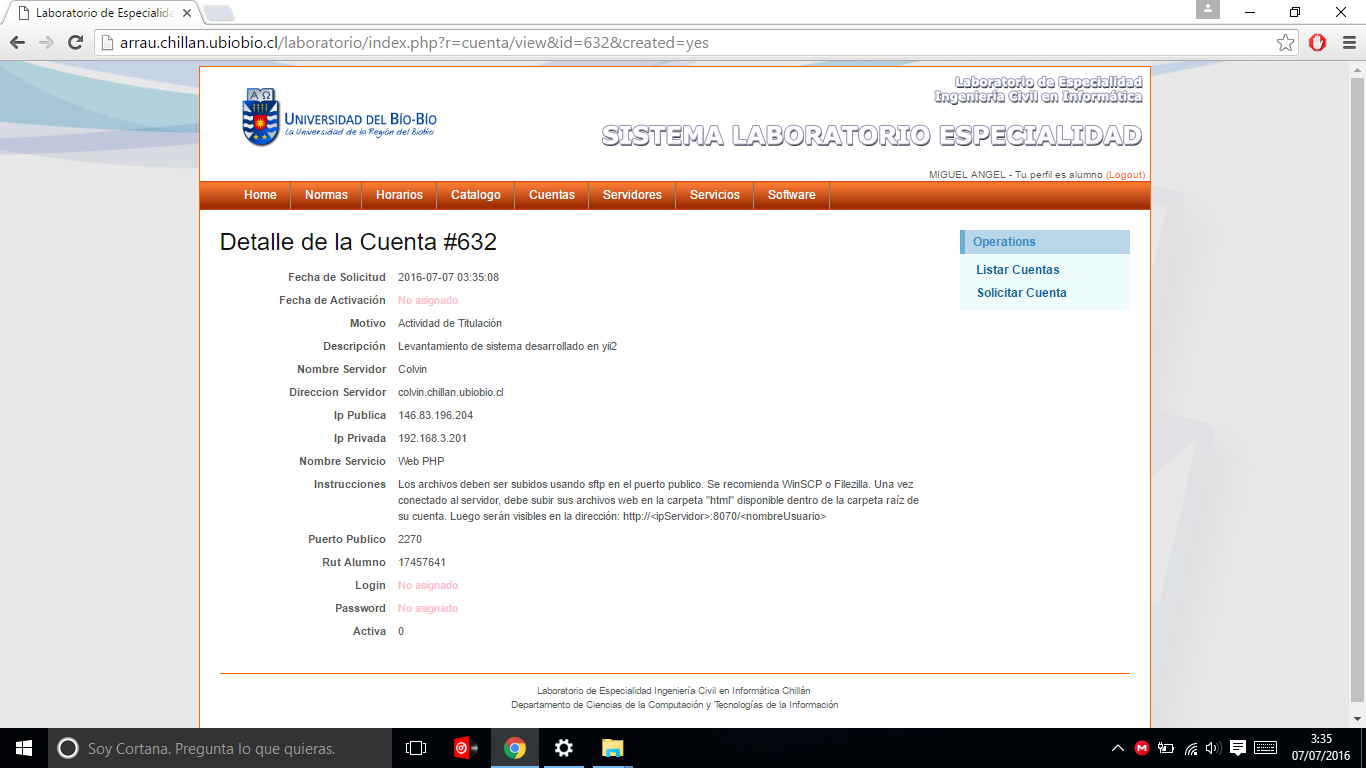 Laboratorio de Especialida
arrau.chillan.ubiobio.cl/laboratorio/index.php?r=cuenta/view&id=632&created=yes
UNIVERSIDAD DEL BÍO-BÍO
La Universidad de la Región del Biobío
Laboratorio de Especialidad
Ingeniería Civil en Informática
SISTEMA LABORATORIO ESPECIALIDAD
MIGUEL ANGEL - Tu perfil es alumno (Logout)
Home Normas Horarios Catalogo Cuentas Servidores Servicios Software
Detalle de la Cuenta #632
Operations
Listar Cuentas
Solicitar Cuenta
Fecha de Solicitud 2016-07-07 03:35:08
Fecha de Activación No asignado
Motivo Actividad de Titulación
Descripción Levantamiento de sistema desarrollado en yii2
Nombre Servidor Colvin
Direccion Servidor colvin.chillan.ubiobio.cl
Ip Publica 146.83.196.204
Ip Privada 192.168.3.201
Nombre Servicio Web PHP
Instrucciones Los archivos deben ser subidos usando sftp en el puerto publico. Se recomienda WinSCP o Filezilla. Una vez
conectado al servidor, debe subir sus archivos web en la carpeta "html" disponible dentro de la carpeta raíz de
su cuenta. Luego serán visibles en la dirección: http://<ipServidor>:8070/<nombreUsuario>
Puerto Publico 2270
Rut Alumno 17457641
Login No asignado
Password No asignado
Activa 0
Laboratorio de Especialidad Ingeniería Civil en Informática Chillán
Departamento de Ciencias de la Computación y Tecnologías de la Información
Soy Cortana. Pregunta lo que quieras.
3:35
07/07/2016